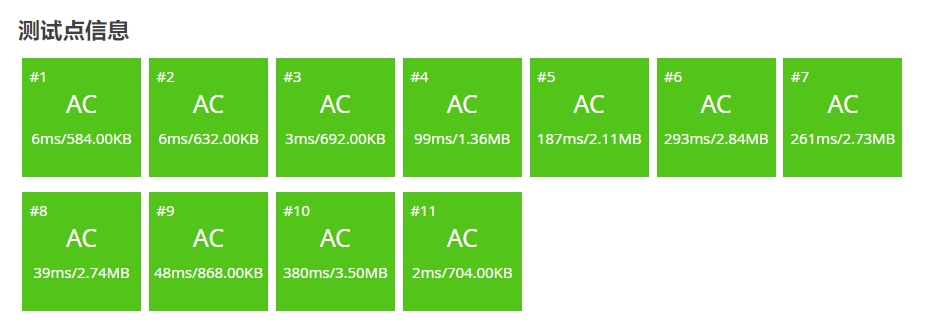 测试点信息
#1 #2 #3 #4 #5 #6 #7
AC AC AC AC AC AC AC
6ms/584.00KB 6ms/632.00KB 3ms/692.00KB 99ms/1.36MB 187ms/2.11MB 293ms/2.84MB 261ms/2.73MB
#8 #9 #10 #11
AC AC AC AC
39ms/2.74MB 48ms/868.00KB 380ms/3.50MB 2ms/704.00KB